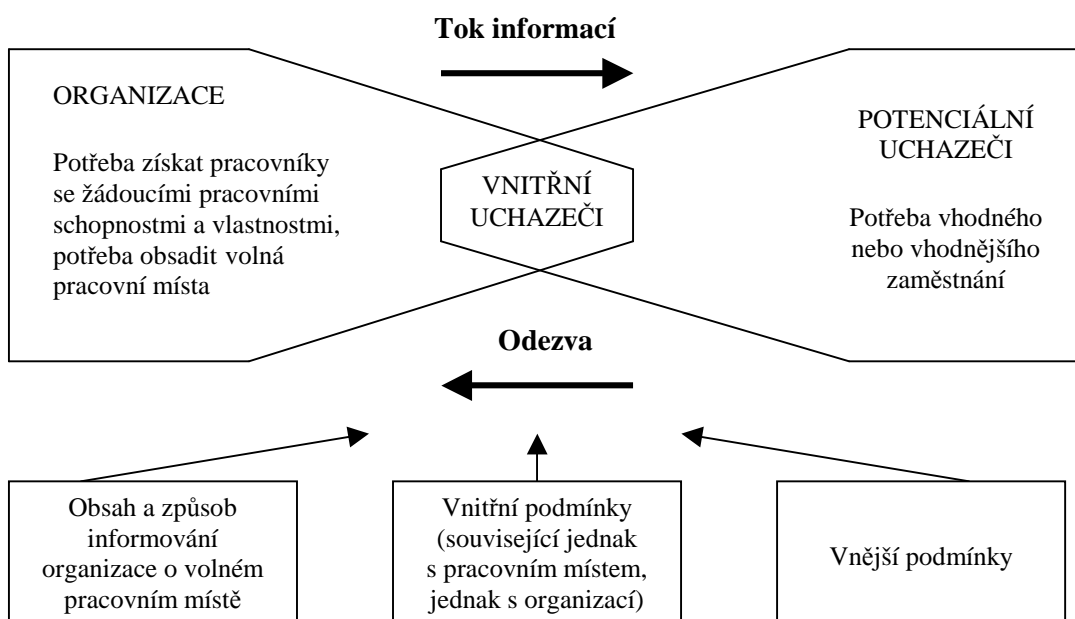 Tok informací
ORGANIZACE
Potřeba získat pracovníky
se žádoucími pracovními
schopnostmi a vlastnostmi,
potřeba obsadit volná
pracovní místa
VNITŘNÍ
UCHAZEČI
POTENCIÁLNÍ
UCHAZEČI
Potřeba vhodného
nebo vhodnějšího
zaměstnání
Odezva
Obsah a způsob
informování
organizace o volném
pracovním místě
Vnitřní podmínky
(související jednak
s pracovním místem,
jednak s organizací)
Vnější podmínky